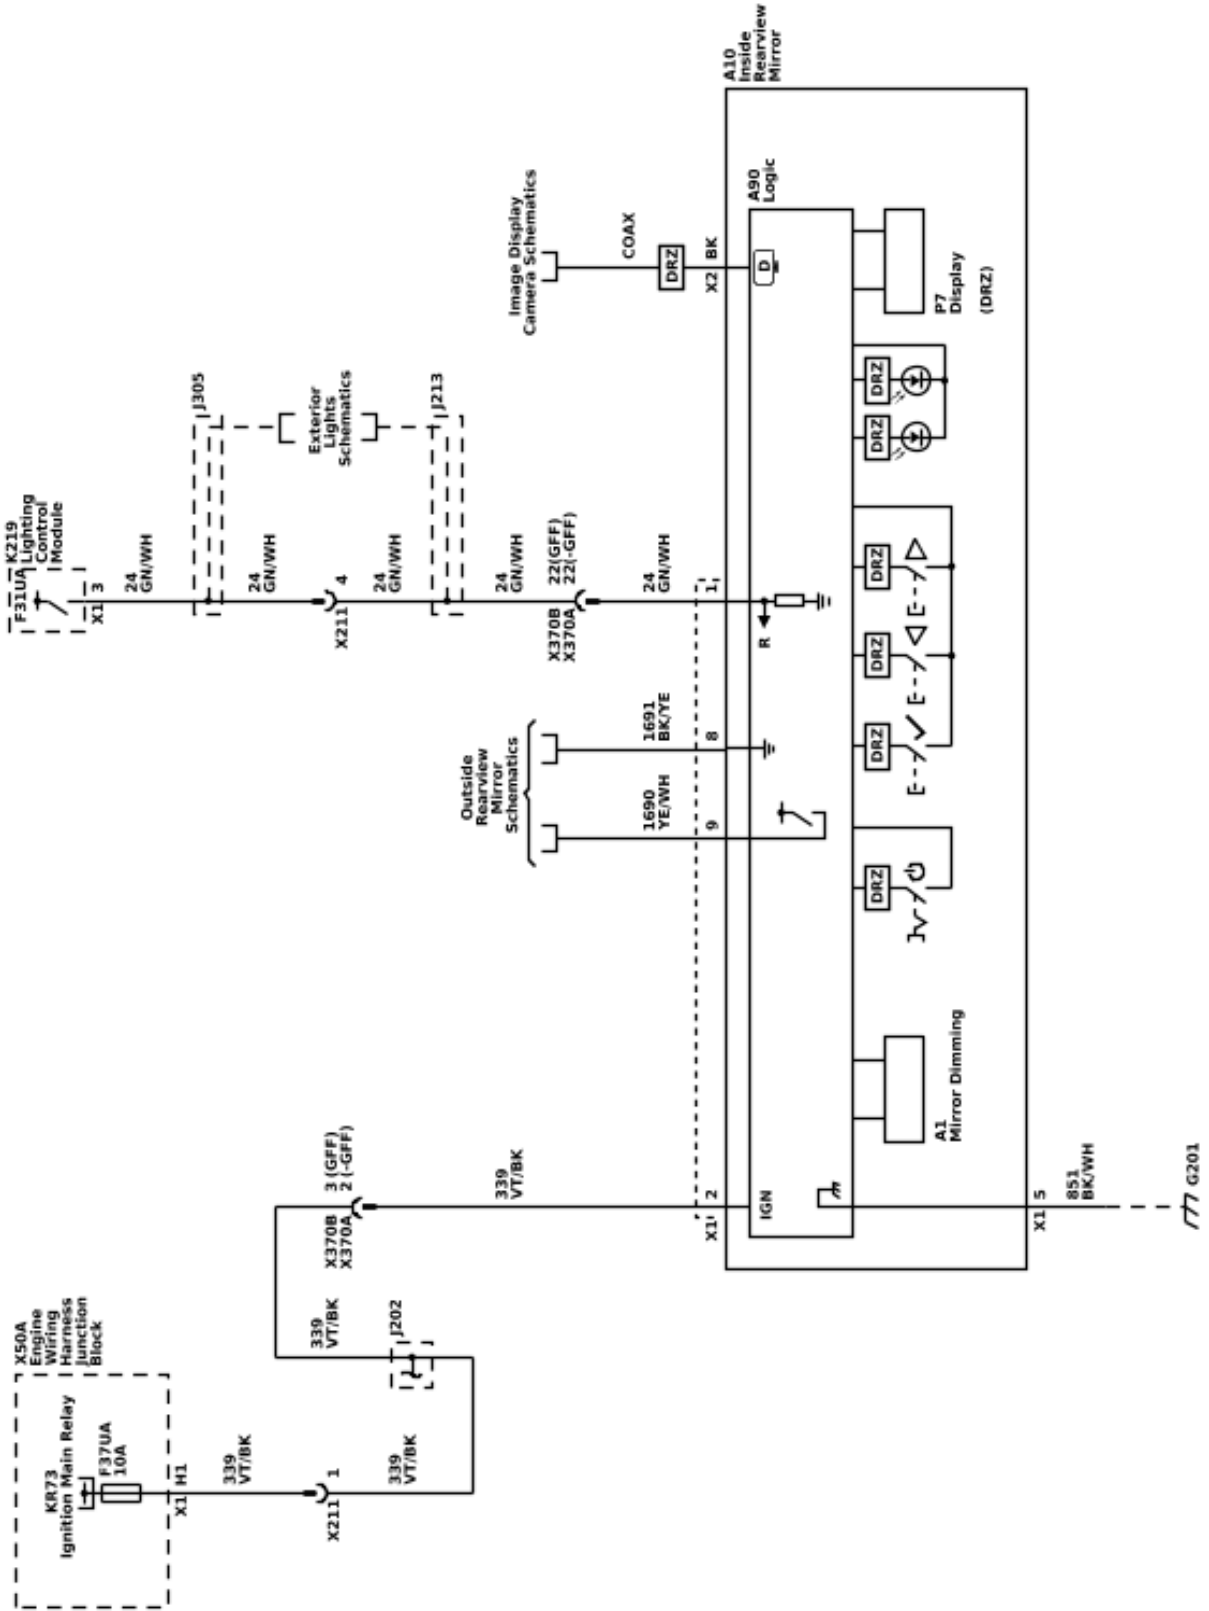 X50A
Engine
Wiring
Harness
Junction
Block
KR73
Ignition Main Relay
F37UA
10A
X1 H1
339
VT/BK
X211 1
339
VT/BK
J202
339
VT/BK
X370B 3 (GFF)
X370A 2 (-GFF)
339
VT/BK
X1 2
IGN
K219
Lighting
Control
Module
F31UA
X1 3
24
GN/WH
J305
24
GN/WH
X211 4
Exterior
Lights
Schematics
24
GN/WH
J213
24
GN/WH
X370B 22(GFF)
X370A 22(-GFF)
24
GN/WH
1
R
Outside
Rearview
Mirror
Schematics
1690
YE/WH
9
1691
BK/YE
8
Image Display
Camera Schematics
COAX
DRZ
X2 BK
D
A10
Inside
Rearview
Mirror
A90
Logic
A1
Mirror Dimming
DRZ
DRZ
DRZ
DRZ
DRZ
DRZ
P7
Display
(DRZ)
X1 5
851
BK/WH
G201